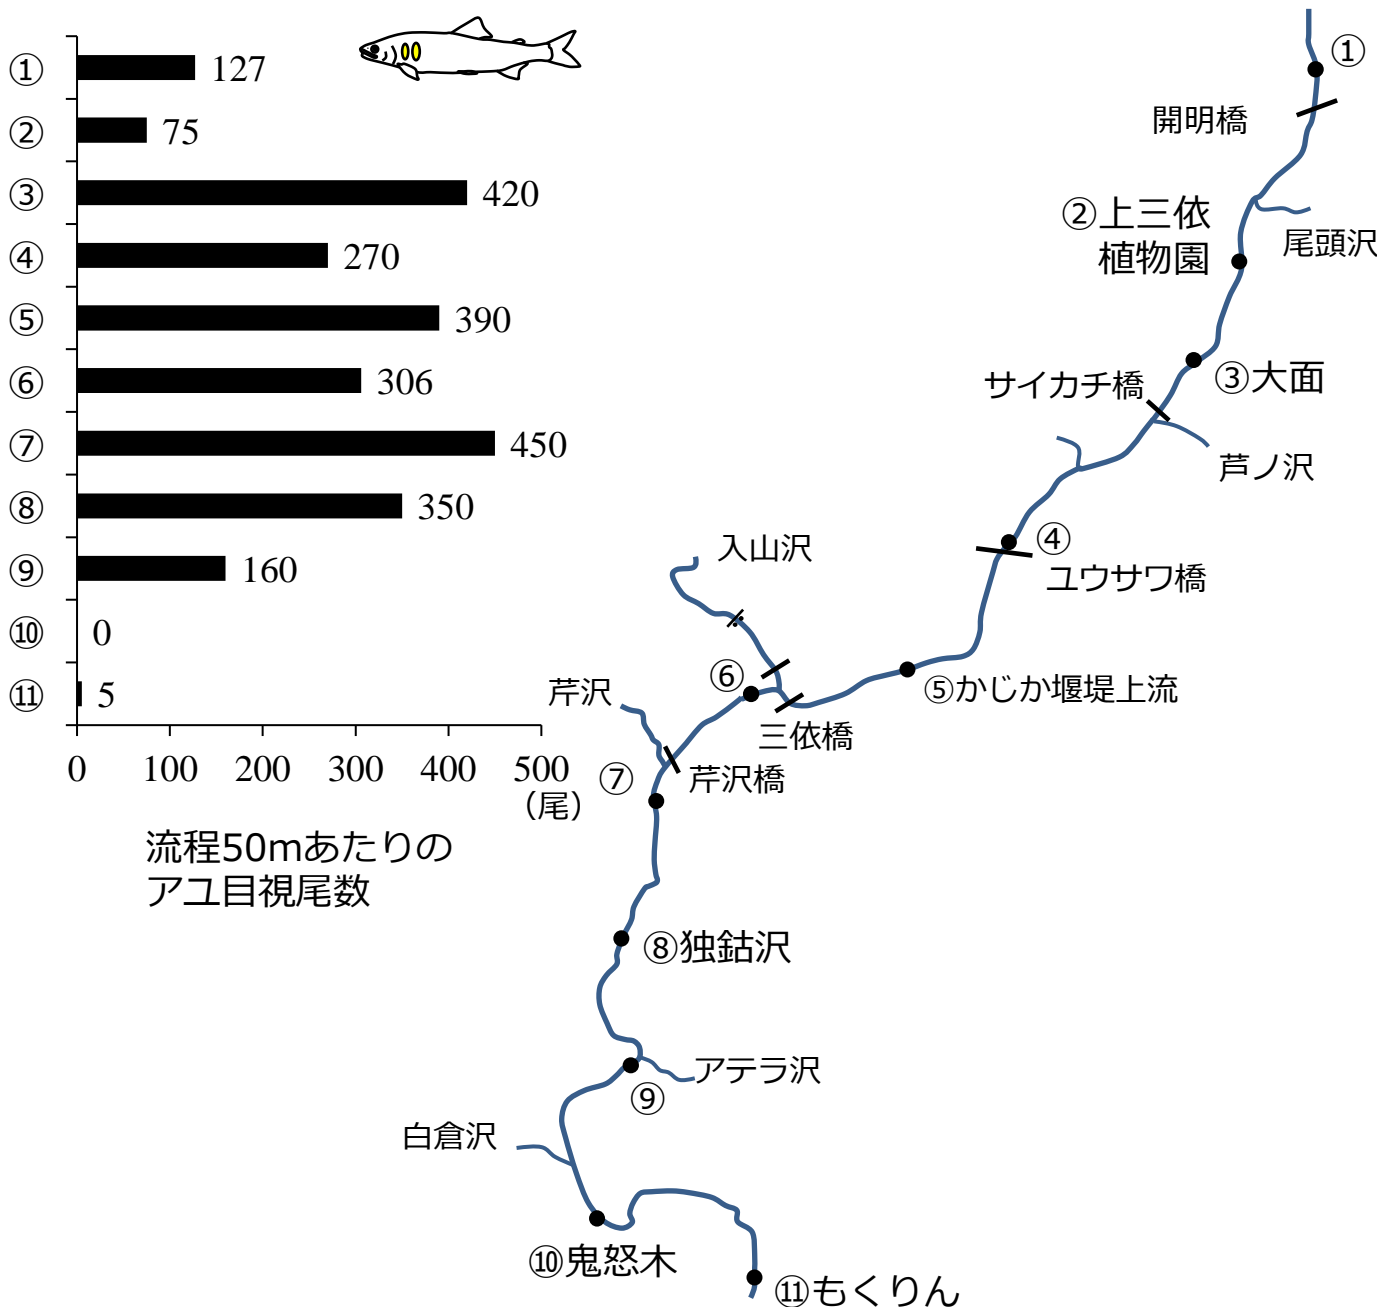 ① 127
② 75
③ 420
④ 270
⑤ 390
⑥ 306
⑦ 450
⑧ 350
⑨ 160
⑩ 0
⑪ 5
0 100 200 300 400 500
（尾）
流程50mあたりの
アユ目視尾数
①
開明橋
②上三依
植物園
尾頭沢
③大面
サイカチ橋
芦ノ沢
④
ユウサワ橋
入山沢
⑤かじか堰堤上流
⑥
三依橋
芹沢
芹沢橋
⑦
⑧独鈷沢
アテラ沢
⑨
白倉沢
⑩鬼怒木
⑪もくりん